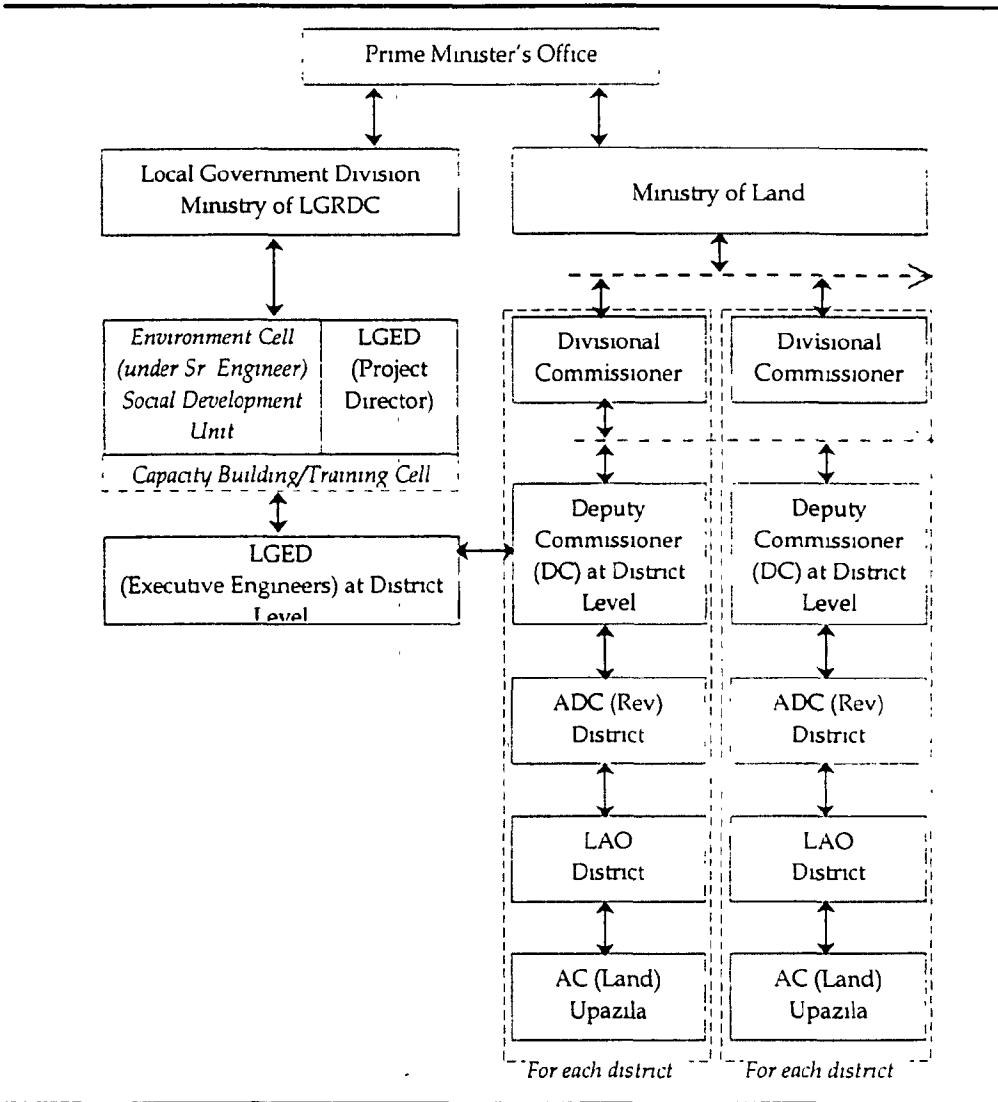 Prime Minister's Office
Local Government Division
Ministry of LGRDC
Ministry of Land
Environment Cell
(under Sr Engineer)
Social Development
Unit
LGED
(Project
Director)
Capacity Building/Training Cell
LGED
(Executive Engineers) at District
Level
Divisional
Commissioner
Divisional
Commissioner
Deputy
Commissioner
(DC) at District
Level
Deputy
Commissioner
(DC) at District
Level
ADC (Rev)
District
ADC (Rev)
District
LAO
District
LAO
District
AC (Land)
Upazila
AC (Land)
Upazila
For each district
For each district